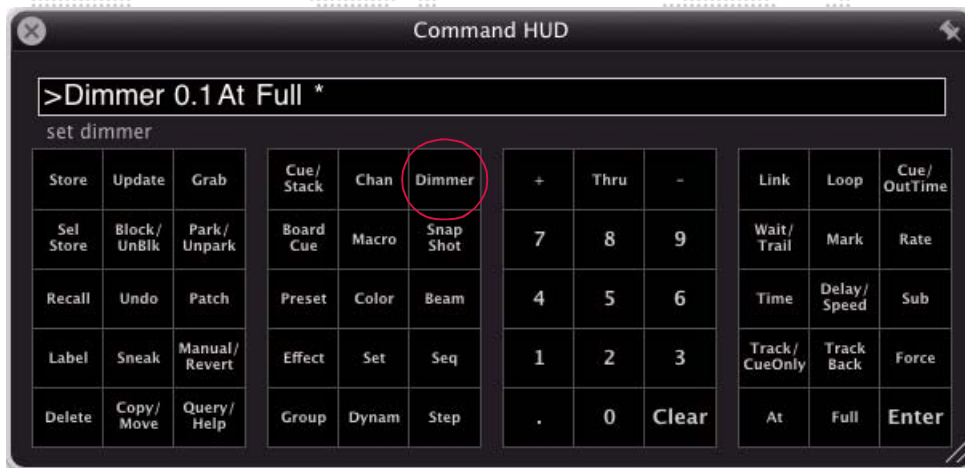 Command HUD
>Dimmer 0.1 At Full *
set dimmer
Store Update Grab Cue/ Stack Chan Dimmer + Thru - Link Loop Cue/ OutTime
Sel Store Block/ UnBlk Park/ Unpark Board Cue Macro Snap Shot 7 8 9 Wait/ Trail Mark Rate
Recall Undo Patch Preset Color Beam 4 5 6 Time Delay/ Speed Sub
Label Sneak Manual/ Revert Effect Set Seq 1 2 3 Track/ CueOnly Track Back Force
Delete Copy/ Move Query/ Help Group Dynam Step . 0 Clear At Full Enter